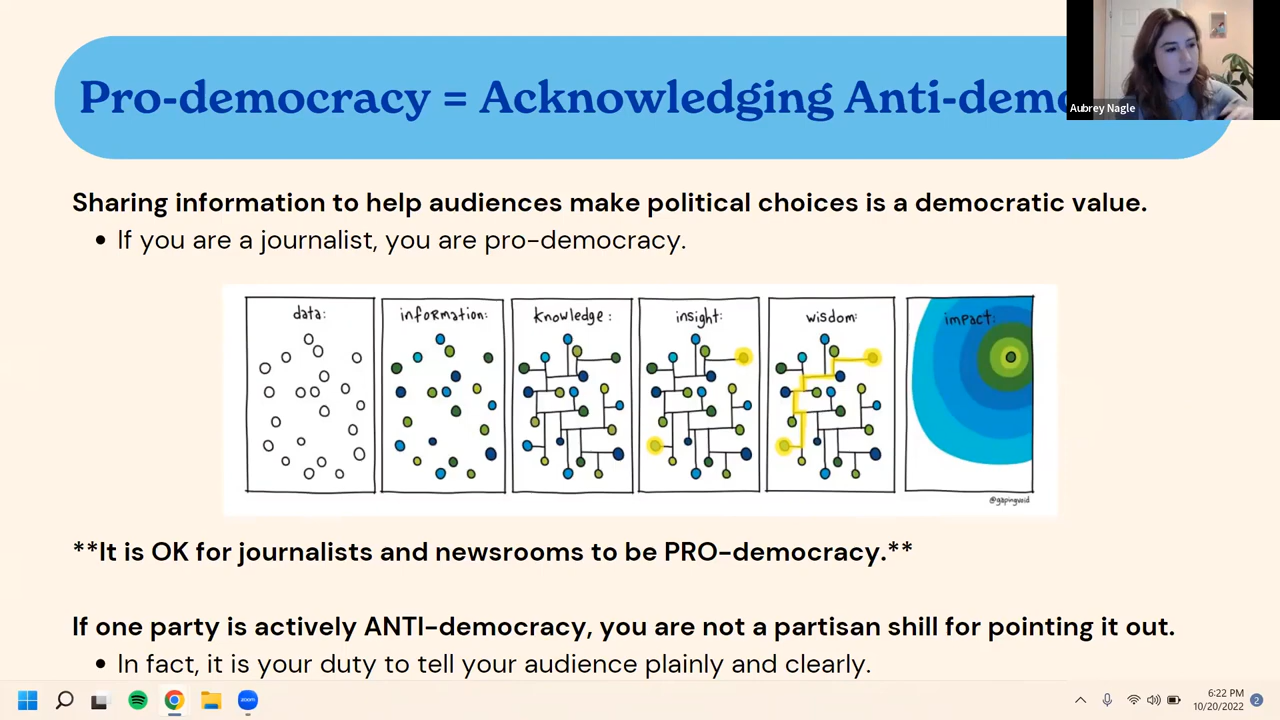 Pro-democracy = Acknowledging
Aubrey Nagle
Sharing information to help audiences make political choices is a democratic value.
• If you are a journalist, you are pro-democracy.
data:
information:
knowledge:
insight:
wisdom:
impact:
@gapingvoid
**It is OK for journalists and newsrooms to be PRO-democracy.**
If one party is actively ANTI-democracy, you are not a partisan shill for pointing it out.
• In fact, it is your duty to tell your audience plainly and clearly.
zoom
6:22 PM
10/20/2022
2